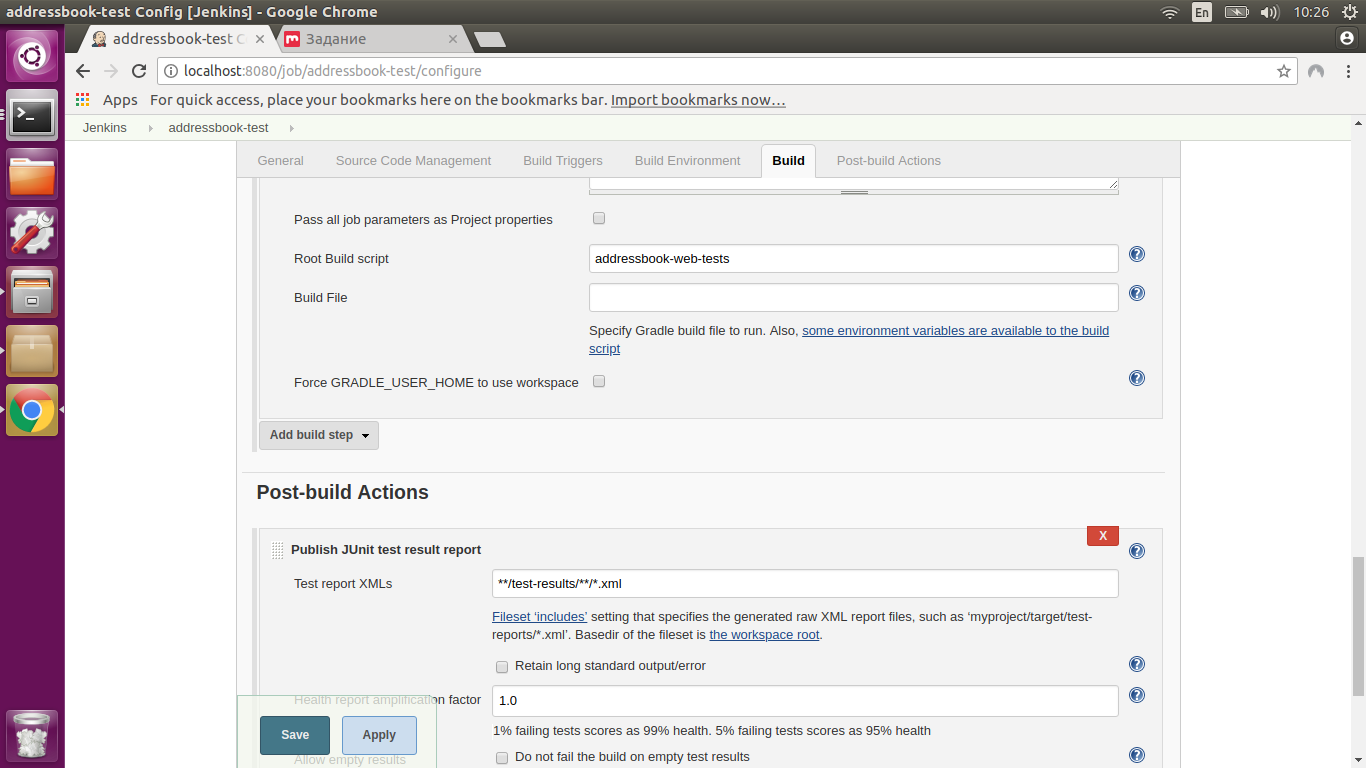 addressbook-test Config [Jenkins] - Google Chrome
En
10:26
addressbook-test C
Задание
localhost:8080/job/addressbook-test/configure
Apps For quick access, place your bookmarks here on the bookmarks bar. Import bookmarks now…
Jenkins addressbook-test
General Source Code Management Build Triggers Build Environment Build Post-build Actions
Pass all job parameters as Project properties
Root Build script addressbook-web-tests
Build File
Specify Gradle build file to run. Also, some environment variables are available to the build
script
Force GRADLE_USER_HOME to use workspace
Add build step
Post-build Actions
X
Publish JUnit test result report
Test report XMLs **/test-results/**/*.xml
Fileset ‘includes’ setting that specifies the generated raw XML report files, such as ‘myproject/target/test-
reports/*.xml’. Basedir of the fileset is the workspace root.
Retain long standard output/error
Health report amplification factor 1.0
1% failing tests scores as 99% health. 5% failing tests scores as 95% health
Save Apply
Allow empty results Do not fail the build on empty test results